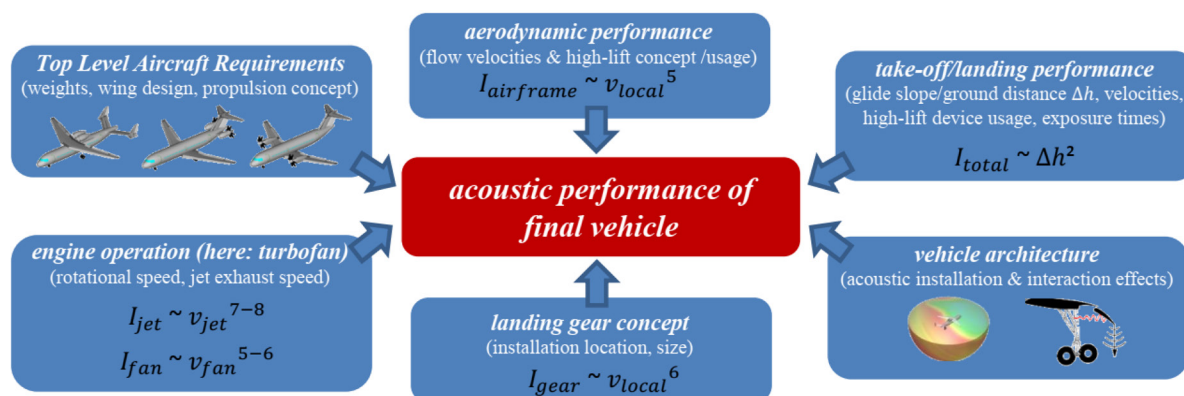 Top Level Aircraft Requirements
(weights, wing design, propulsion concept)
aerodynamic performance
(flow velocities & high-lift concept /usage)
I_airframe ~ v_local^5
take-off/landing performance
(glide slope/ground distance Δh, velocities,
high-lift device usage, exposure times)
I_total ~ Δh²
acoustic performance of
final vehicle
engine operation (here: turbofan)
(rotational speed, jet exhaust speed)
I_jet ~ v_jet^7−8
I_fan ~ v_fan^5−6
landing gear concept
(installation location, size)
I_gear ~ v_local^6
vehicle architecture
(acoustic installation & interaction effects)